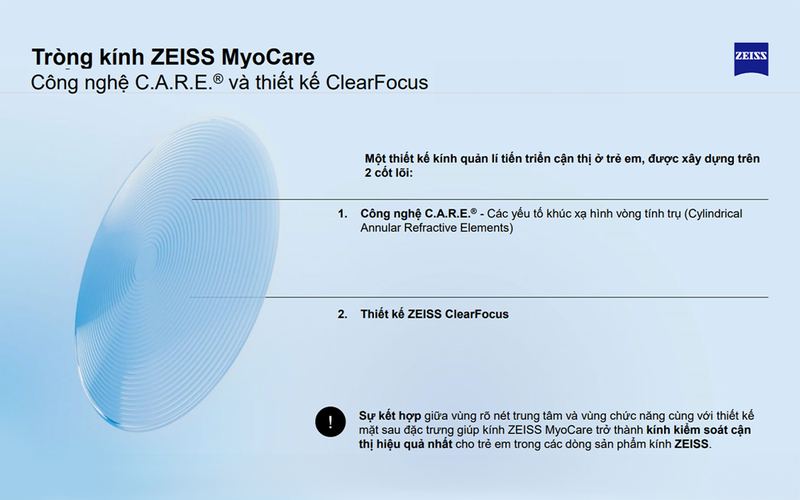 Tròng kính ZEISS MyoCare
Công nghệ C.A.R.E.® và thiết kế ClearFocus
ZEISS
Một thiết kế kính quản lí tiến triển cận thị ở trẻ em, được xây dựng trên
2 cốt lõi:
1. Công nghệ C.A.R.E.® - Các yếu tố khúc xạ hình vòng tính trụ (Cylindrical
Annular Refractive Elements)
2. Thiết kế ZEISS ClearFocus
! Sự kết hợp giữa vùng rõ nét trung tâm và vùng chức năng cùng với thiết kế
mặt sau đặc trưng giúp kính ZEISS MyoCare trở thành kính kiểm soát cận
thị hiệu quả nhất cho trẻ em trong các dòng sản phẩm kính ZEISS.